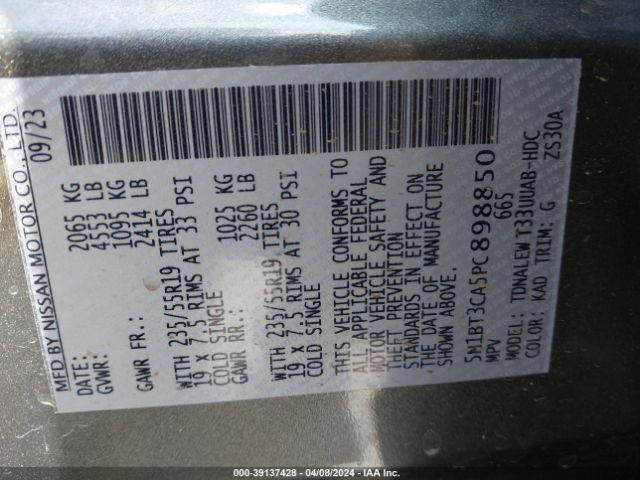 MFD BY NISSAN MOTOR CO., LTD.
DATE: 09/23
GVWR: 2065 KG
4553 LB
GAWR FR.: 1095 KG
2414 LB
WITH 235/55R19 TIRES
19 X 7.5 RIMS AT 33 PSI
COLD SINGLE
GAWR RR.: 1025 KG
2260 LB
WITH 235/55R19 TIRES
19 X 7.5 RIMS AT 30 PSI
COLD SINGLE
THIS VEHICLE CONFORMS TO
ALL APPLICABLE FEDERAL
MOTOR VEHICLE SAFETY AND
THEFT PREVENTION
STANDARDS IN EFFECT ON
THE DATE OF MANUFACTURE
SHOWN ABOVE.
5N1BT3CA5PC898850
MPV 665
MODEL: TDNALEW T33UUAB-HDC
COLOR: KAD TRIM: G ZS30A
000-39137428 - 04/08/2024 - IAA Inc.